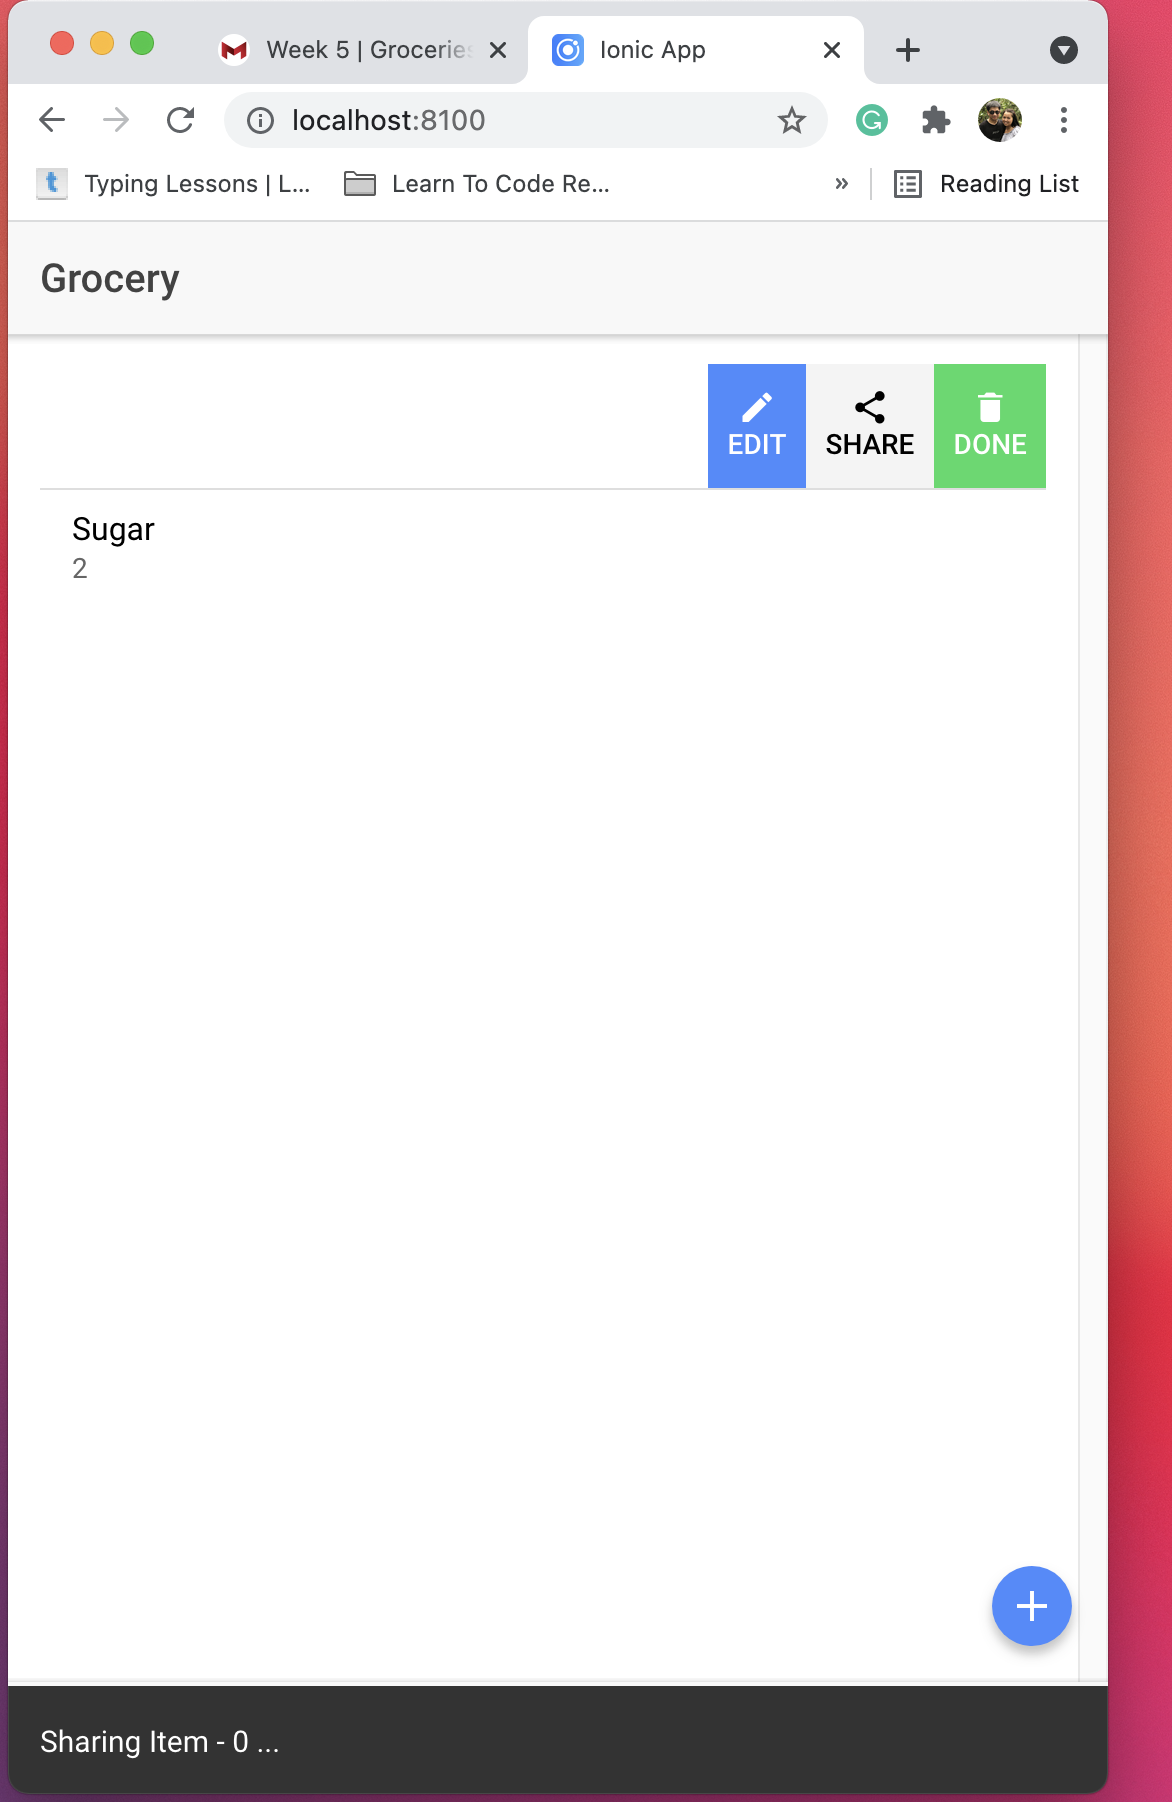 Week 5 | Groceries
Ionic App
localhost:8100
Typing Lessons | L...
Learn To Code Re...
»
Reading List
Grocery
EDIT
SHARE
DONE
Sugar
2
Sharing Item - 0 ...